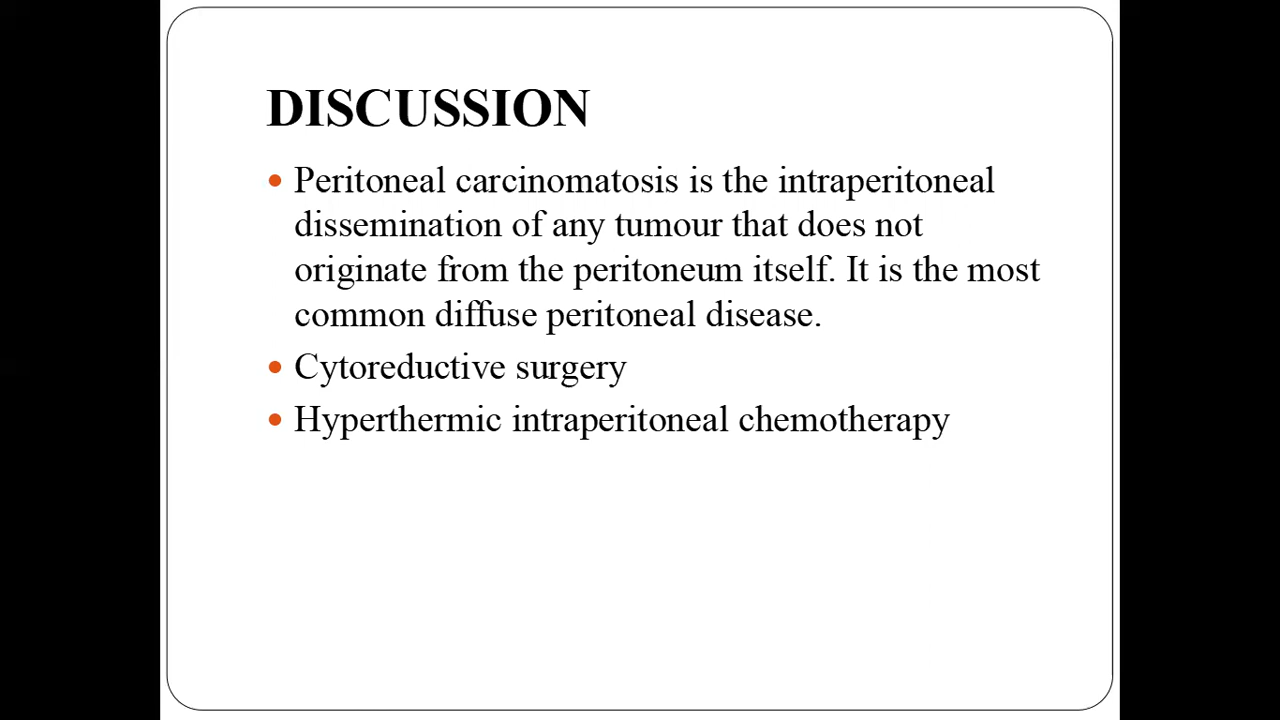 DISCUSSION
• Peritoneal carcinomatosis is the intraperitoneal
dissemination of any tumour that does not
originate from the peritoneum itself. It is the most
common diffuse peritoneal disease.
• Cytoreductive surgery
• Hyperthermic intraperitoneal chemotherapy